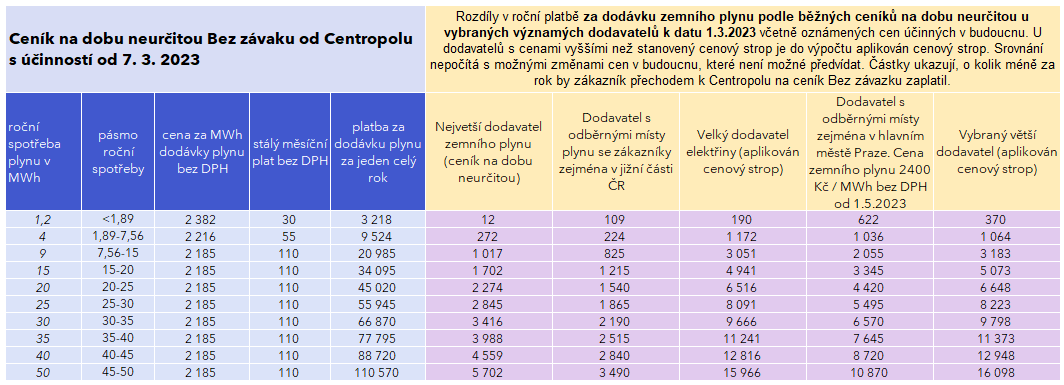 Ceník na dobu neurčitou Bez závaku od Centropolu
s účinností od 7. 3. 2023
Rozdíly v roční platbě za dodávku zemního plynu podle běžných ceníků na dobu neurčitou u
vybraných významných dodavatelů k datu 1.3.2023 včetně oznámených cen účinných v budoucnu. U
dodavatelů s cenami vyššími než stanovený cenový strop je do výpočtu aplikován cenový strop. Srovnání
nepočítá s možnými změnami cen v budoucnu, které není možné předvídat. Částky ukazují, o kolik méně za
rok by zákazník přechodem k Centropolu na ceník Bez závazku zaplatil.
roční
spotřeba
plynu v
MWh
pásmo
roční
spotřeby
cena za MWh
dodávky plynu
bez DPH
stálý měsíční
plat bez DPH
platba za
dodávku plynu
za jeden celý
rok
Nejvetší dodavatel
zemního plynu
(ceník na dobu
neurčitou)
Dodavatel s
odběrnými místy
plynu se zákazníky
zejména v jižní části
ČR
Velký dodavatel
elektřiny (aplikován
cenový strop)
Dodavatel s
odběrnými místy
zejména v hlavním
městě Praze. Cena
zemního plynu 2400
Kč / MWh bez DPH
od 1.5.2023
Vybraný větší
dodavatel (aplikován
cenový strop)
1,2 <1,89 2 382 30 3 218 12 109 190 622 370
4 1,89-7,56 2 216 55 9 524 272 224 1 172 1 036 1 064
9 7,56-15 2 185 110 20 985 1 017 825 3 051 2 055 3 183
15 15-20 2 185 110 34 095 1 702 1 215 4 941 3 345 5 073
20 20-25 2 185 110 45 020 2 274 1 540 6 516 4 420 6 648
25 25-30 2 185 110 55 945 2 845 1 865 8 091 5 495 8 223
30 30-35 2 185 110 66 870 3 416 2 190 9 666 6 570 9 798
35 35-40 2 185 110 77 795 3 988 2 515 11 241 7 645 11 373
40 40-45 2 185 110 88 720 4 559 2 840 12 816 8 720 12 948
50 45-50 2 185 110 110 570 5 702 3 490 15 966 10 870 16 098